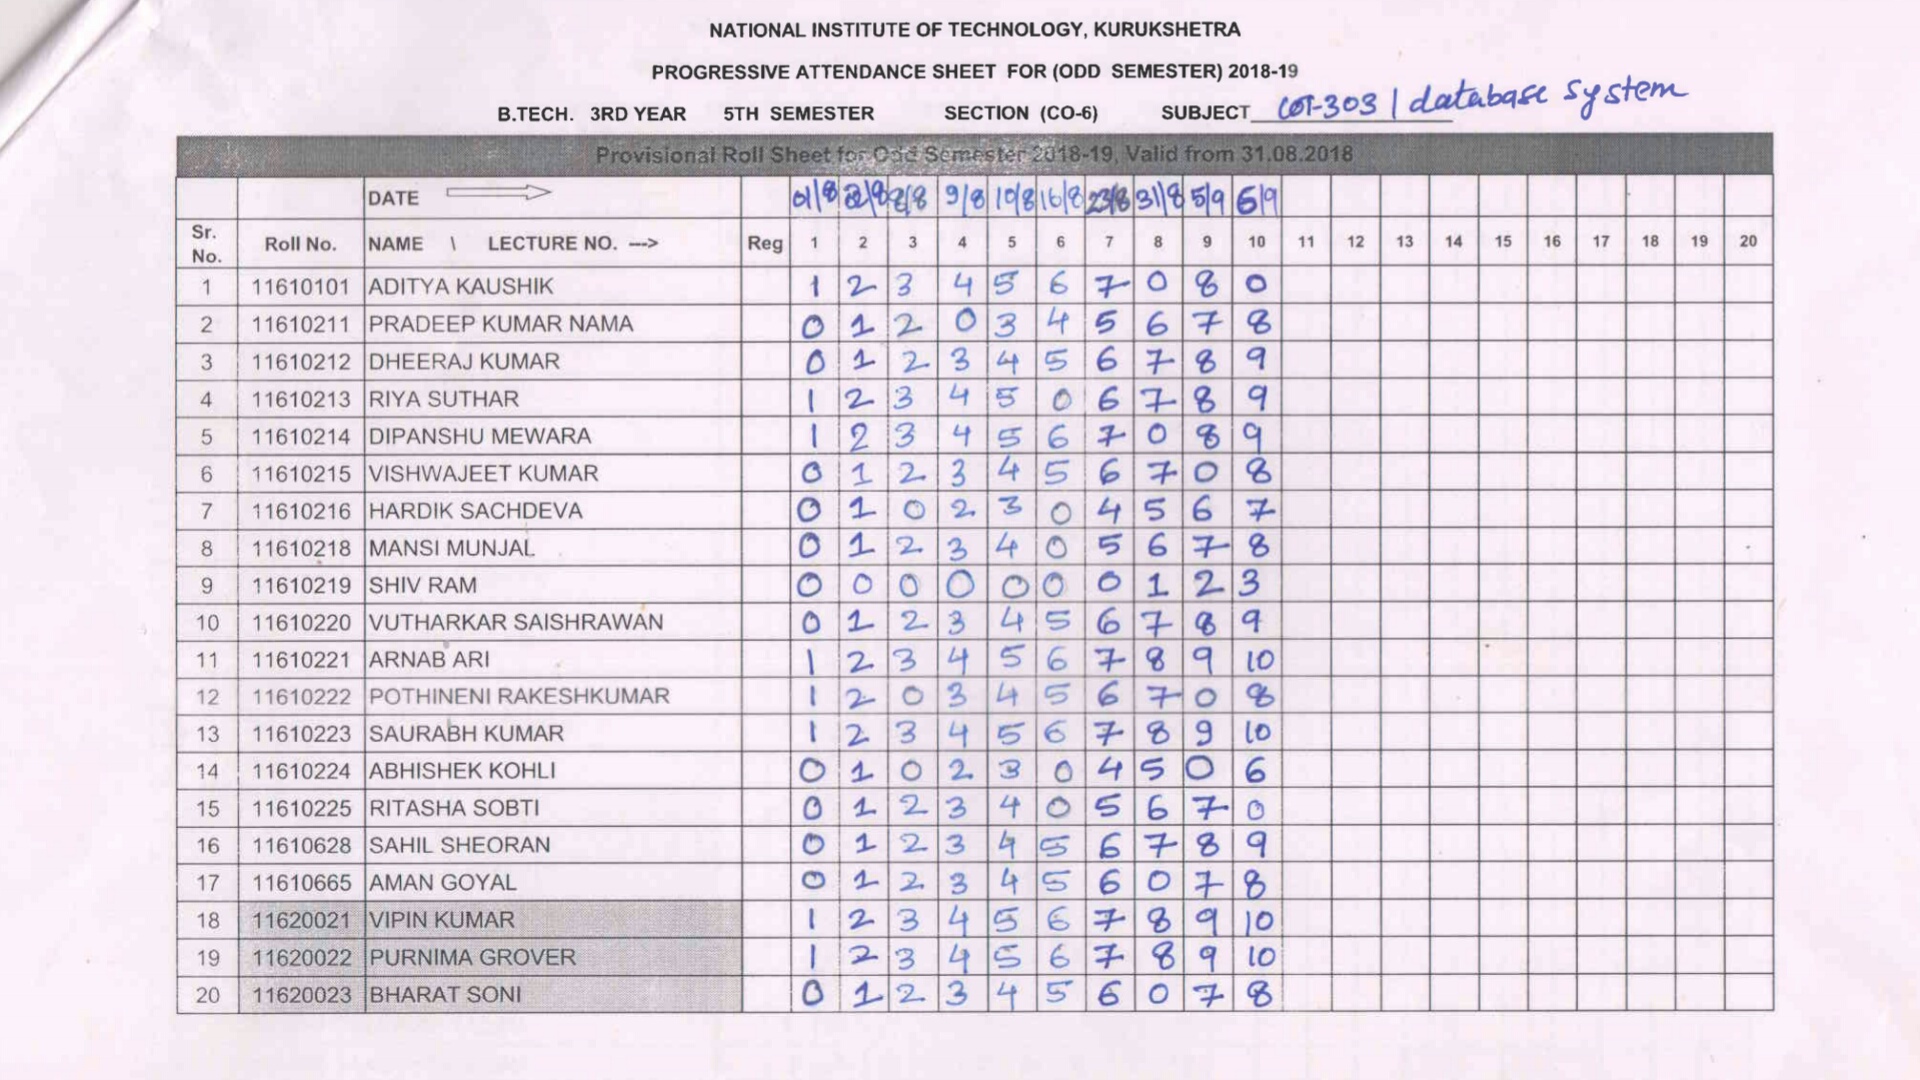 NATIONAL INSTITUTE OF TECHNOLOGY, KURUKSHETRA
PROGRESSIVE ATTENDANCE SHEET FOR (ODD SEMESTER) 2018-19
B.TECH. 3RD YEAR 5TH SEMESTER SECTION (CO-6) SUBJECT COT-303 / database system
Provisional Roll Sheet for Odd Semester 2018-19, Valid from 31.08.2018
DATE 01/8 2/8 8/8 9/8 10/8 16/8 23/8 31/8 5/9 6/9
Sr. No. Roll No. NAME \ LECTURE NO. ---> Reg 1 2 3 4 5 6 7 8 9 10 11 12 13 14 15 16 17 18 19 20
1 11610101 ADITYA KAUSHIK 1 2 3 4 5 6 7 0 8 0
2 11610211 PRADEEP KUMAR NAMA 0 1 2 0 3 4 5 6 7 8
3 11610212 DHEERAJ KUMAR 0 1 2 3 4 5 6 7 8 9
4 11610213 RIYA SUTHAR 1 2 3 4 5 0 6 7 8 9
5 11610214 DIPANSHU MEWARA 1 2 3 4 5 6 7 0 8 9
6 11610215 VISHWAJEET KUMAR 0 1 2 3 4 5 6 7 0 8
7 11610216 HARDIK SACHDEVA 0 1 0 2 3 0 4 5 6 7
8 11610218 MANSI MUNJAL 0 1 2 3 4 0 5 6 7 8
9 11610219 SHIV RAM 0 0 0 0 0 0 0 1 2 3
10 11610220 VUTHARKAR SAISHRAWAN 0 1 2 3 4 5 6 7 8 9
11 11610221 ARNAB ARI 1 2 3 4 5 6 7 8 9 10
12 11610222 POTHINENI RAKESHKUMAR 1 2 0 3 4 5 6 7 0 8
13 11610223 SAURABH KUMAR 1 2 3 4 5 6 7 8 9 10
14 11610224 ABHISHEK KOHLI 0 1 0 2 3 0 4 5 0 6
15 11610225 RITASHA SOBTI 0 1 2 3 4 0 5 6 7 0
16 11610628 SAHIL SHEORAN 0 1 2 3 4 5 6 7 8 9
17 11610665 AMAN GOYAL 0 1 2 3 4 5 6 0 7 8
18 11620021 VIPIN KUMAR 1 2 3 4 5 6 7 8 9 10
19 11620022 PURNIMA GROVER 1 2 3 4 5 6 7 8 9 10
20 11620023 BHARAT SONI 0 1 2 3 4 5 6 0 7 8